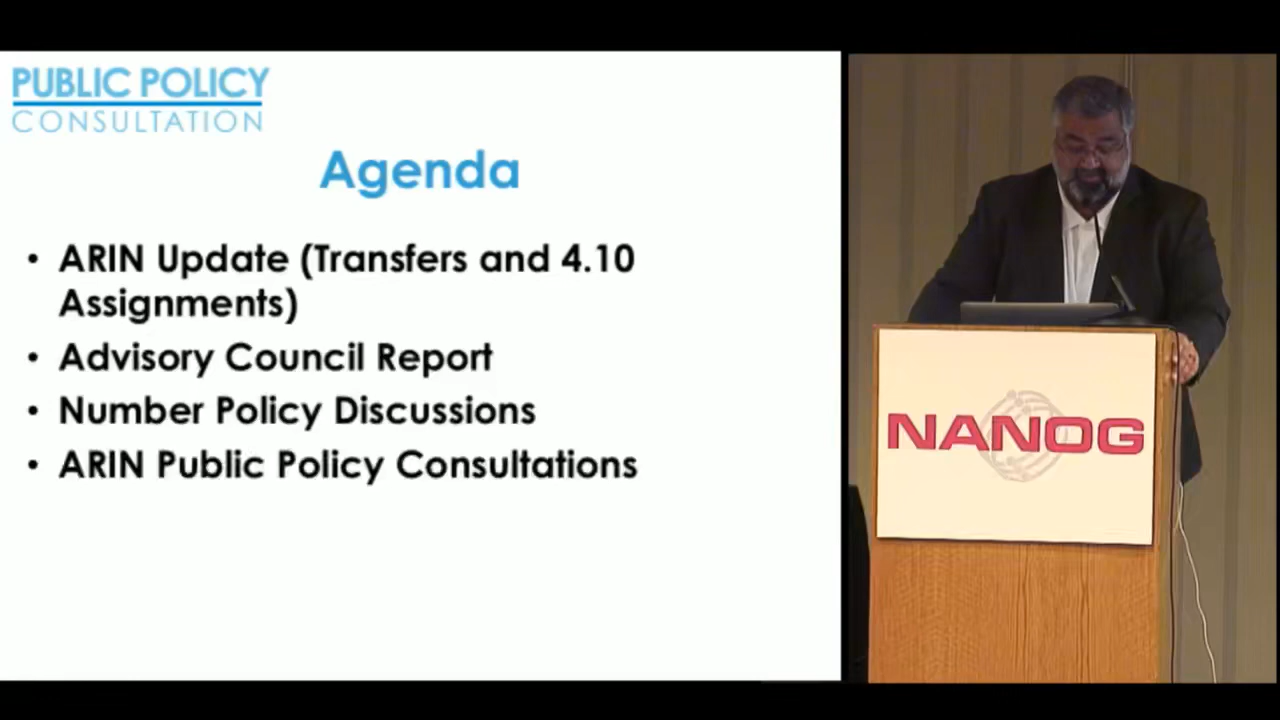 PUBLIC POLICY
CONSULTATION
Agenda
• ARIN Update (Transfers and 4.10
Assignments)
• Advisory Council Report
• Number Policy Discussions
• ARIN Public Policy Consultations
NANOG